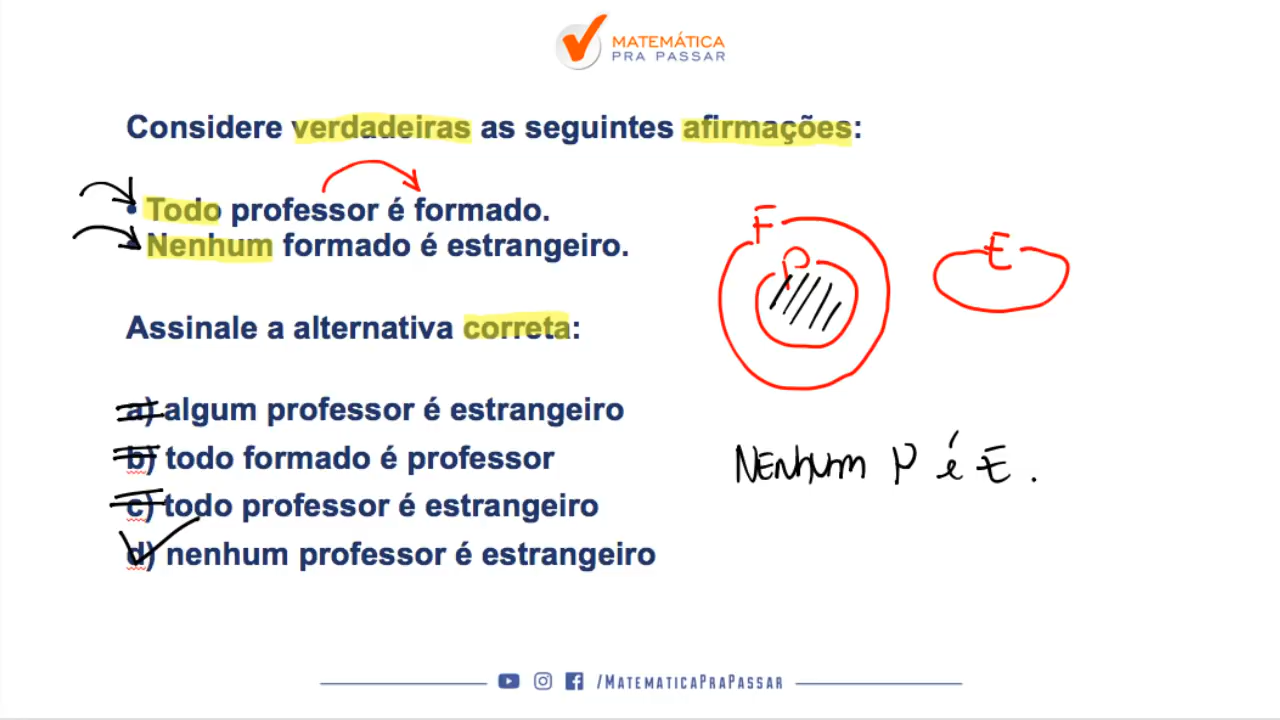 MATEMÁTICA
PRA PASSAR
Considere verdadeiras as seguintes afirmações:
• Todo professor é formado.
• Nenhum formado é estrangeiro.
Assinale a alternativa correta:
a) algum professor é estrangeiro
b) todo formado é professor
c) todo professor é estrangeiro
d) nenhum professor é estrangeiro
F
P
E
NENHUM P é E.
/MATEMATICAPRAPASSAR